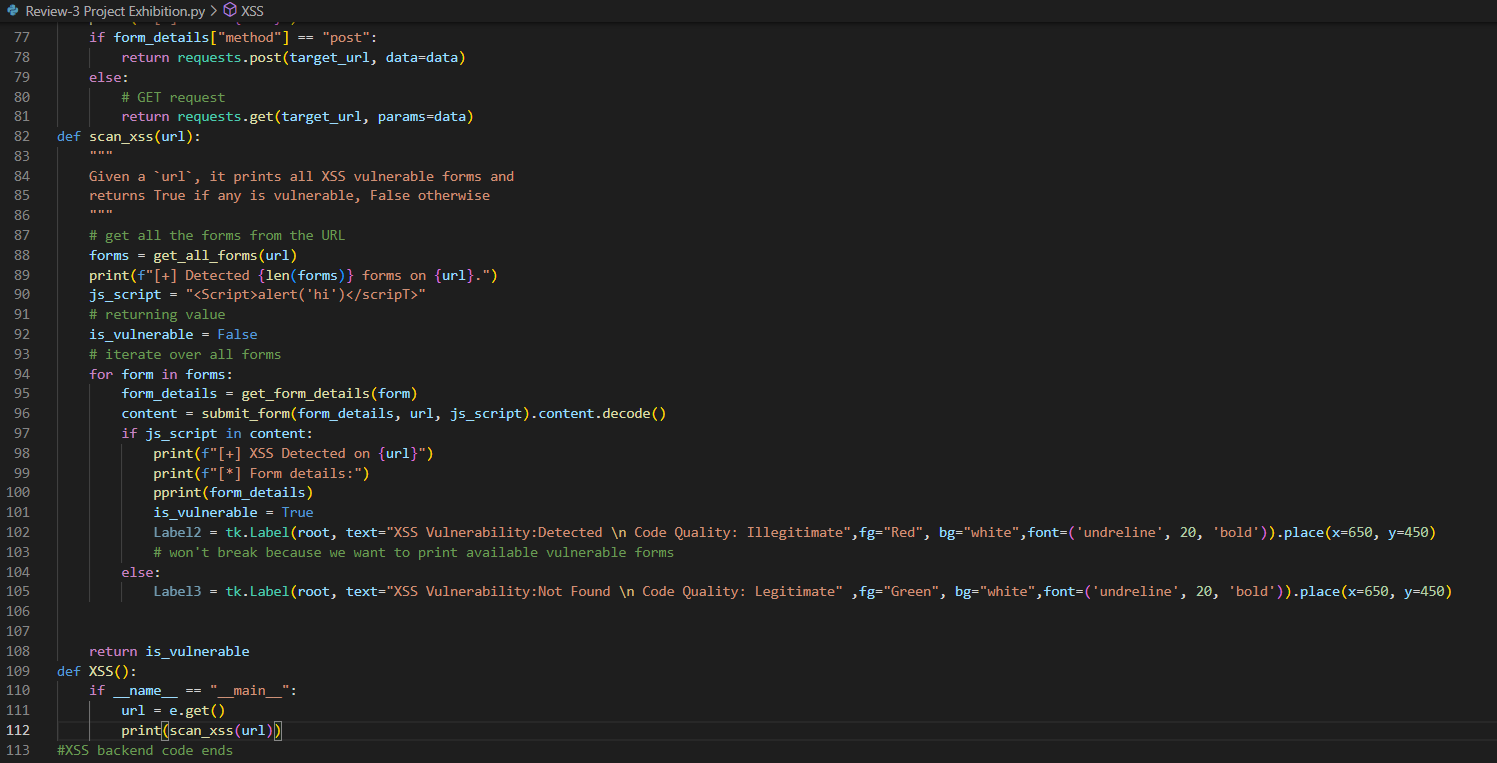 Review-3 Project Exhibition.py > XSS
77 if form_details["method"] == "post":
78 return requests.post(target_url, data=data)
79 else:
80 # GET request
81 return requests.get(target_url, params=data)
82 def scan_xss(url):
83 """
84 Given a `url`, it prints all XSS vulnerable forms and
85 returns True if any is vulnerable, False otherwise
86 """
87 # get all the forms from the URL
88 forms = get_all_forms(url)
89 print(f"[+] Detected {len(forms)} forms on {url}.")
90 js_script = "<Script>alert('hi')</scripT>"
91 # returning value
92 is_vulnerable = False
93 # iterate over all forms
94 for form in forms:
95 form_details = get_form_details(form)
96 content = submit_form(form_details, url, js_script).content.decode()
97 if js_script in content:
98 print(f"[+] XSS Detected on {url}")
99 print(f"[*] Form details:")
100 pprint(form_details)
101 is_vulnerable = True
102 Label2 = tk.Label(root, text="XSS Vulnerability:Detected \n Code Quality: Illegitimate",fg="Red", bg="white",font=('undreline', 20, 'bold')).place(x=650, y=450)
103 # won't break because we want to print available vulnerable forms
104 else:
105 Label3 = tk.Label(root, text="XSS Vulnerability:Not Found \n Code Quality: Legitimate" ,fg="Green", bg="white",font=('undreline', 20, 'bold')).place(x=650, y=450)
106
107
108 return is_vulnerable
109 def XSS():
110 if __name__ == "__main__":
111 url = e.get()
112 print(scan_xss(url))
113 #XSS backend code ends